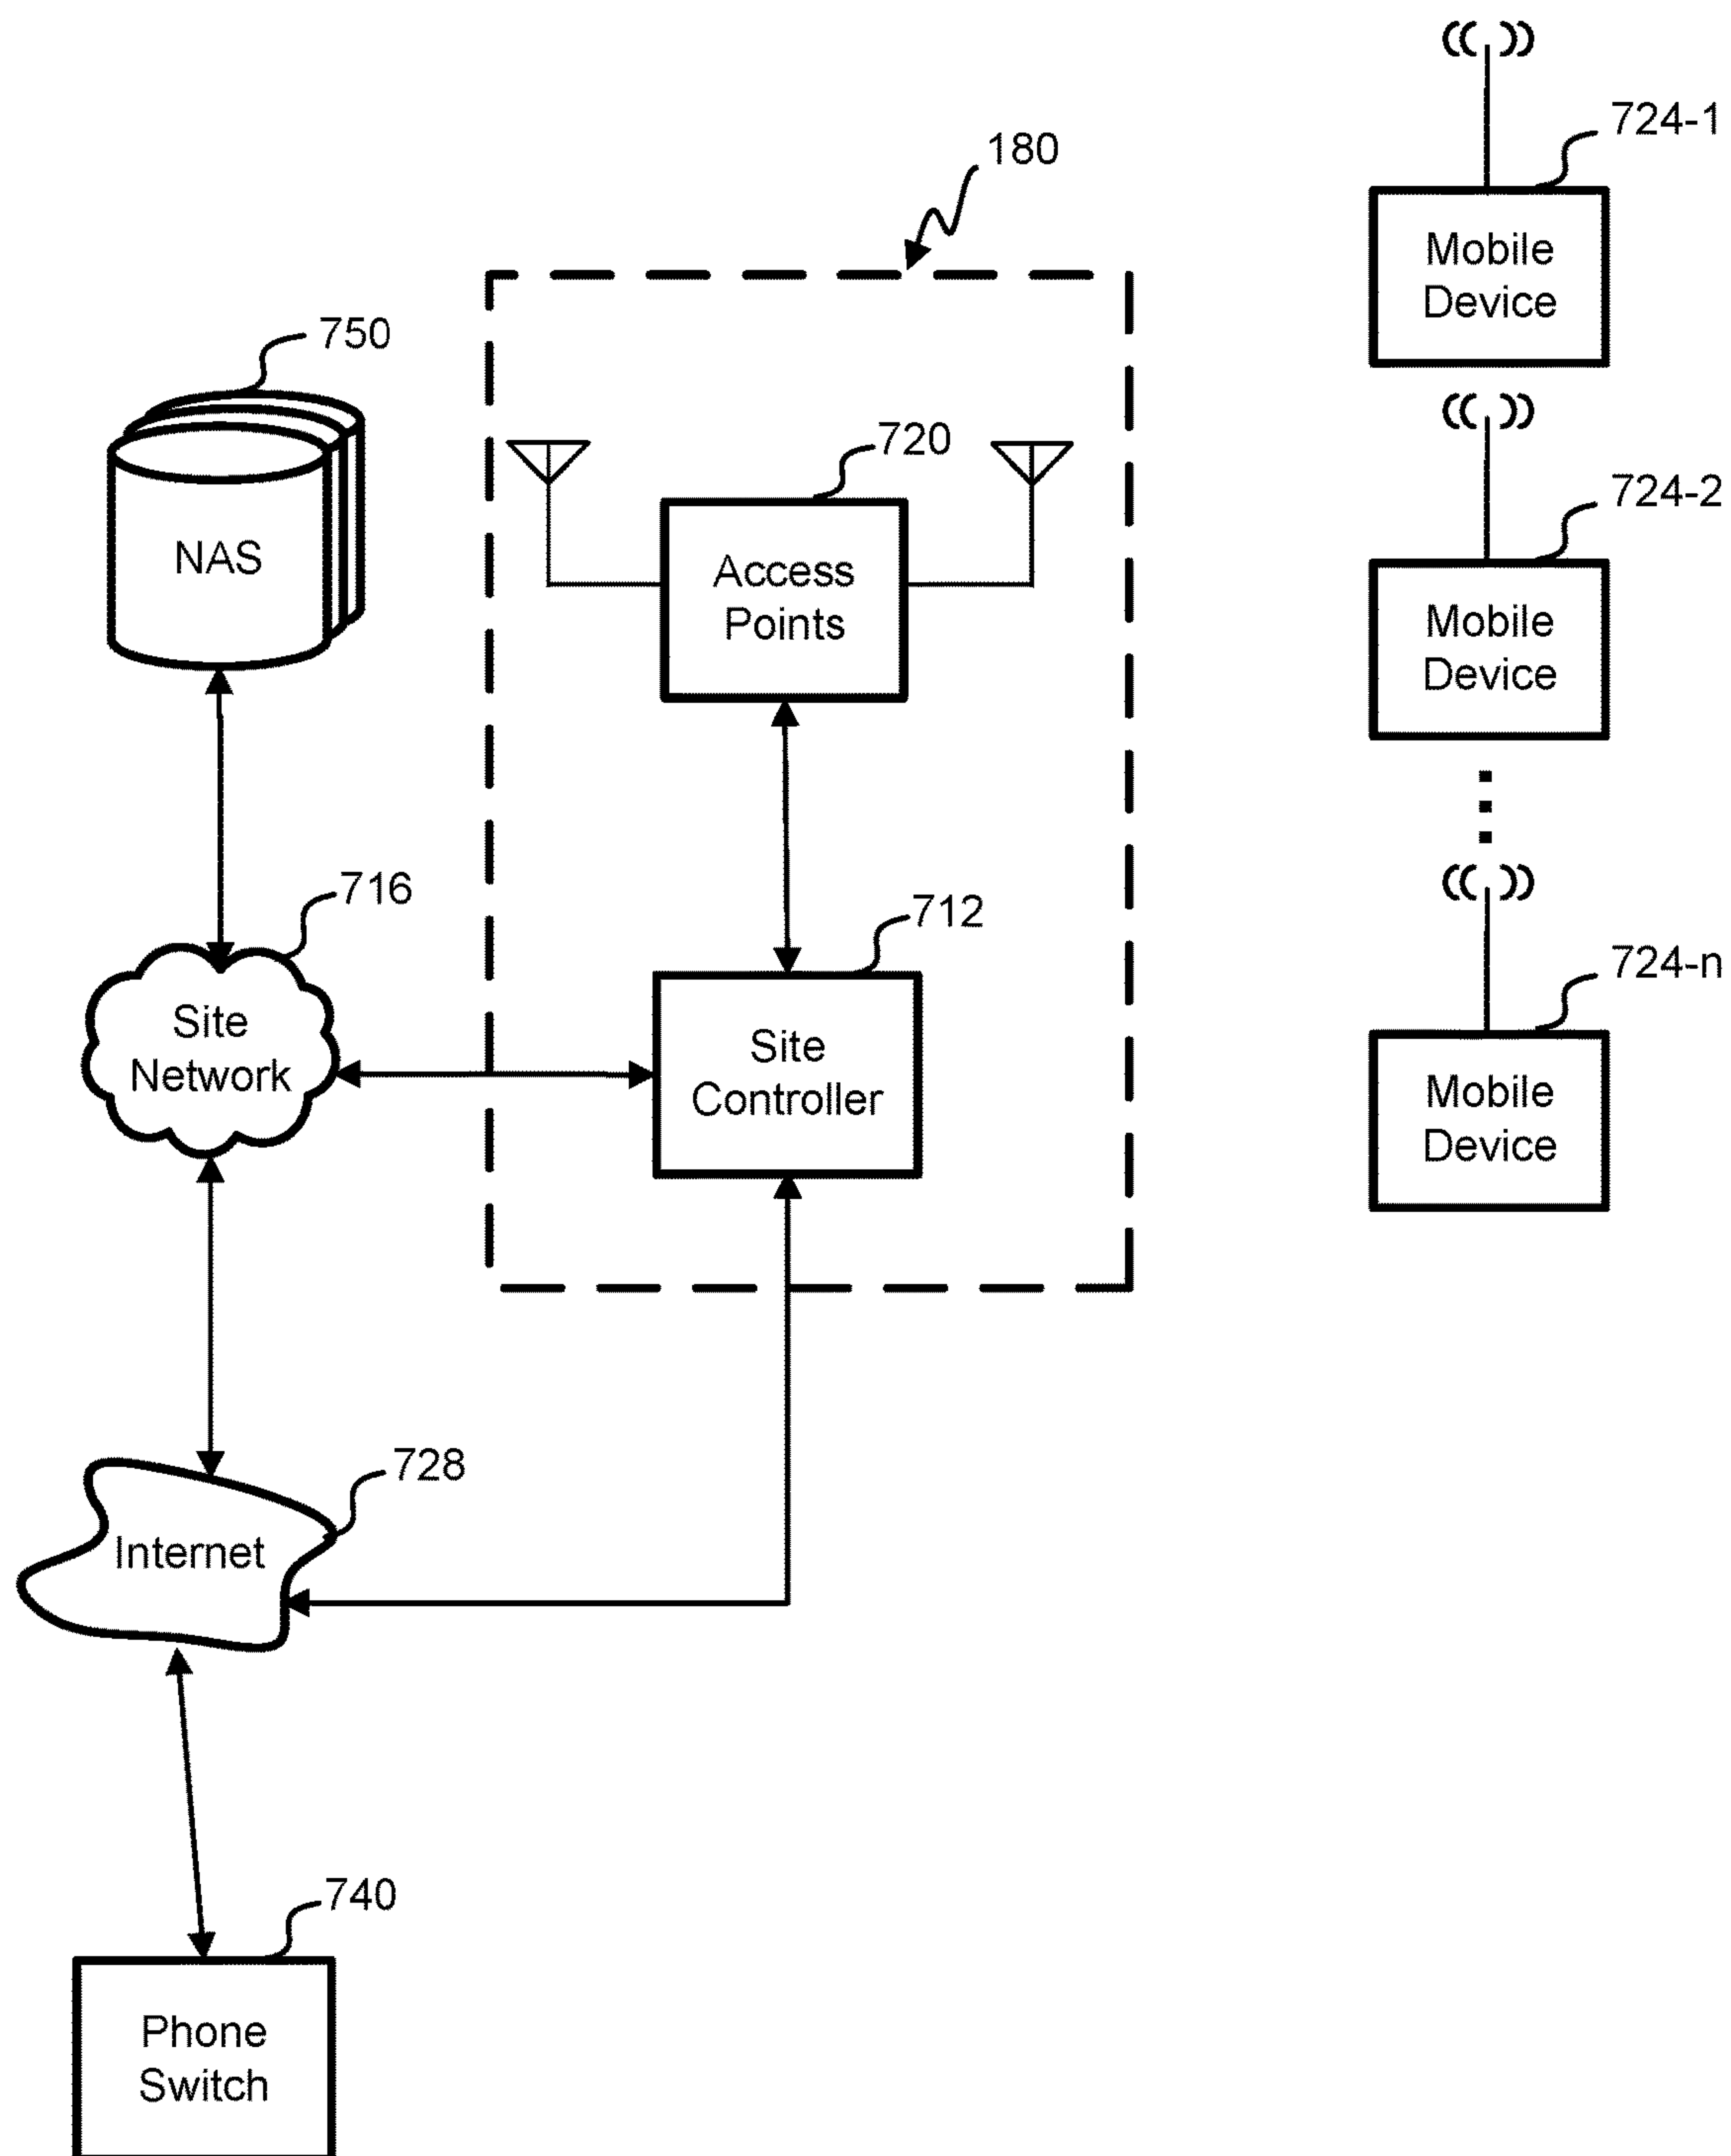 724-1
Mobile
Device
180
750
NAS
720
Access
Points
724-2
Mobile
Device
716
Site
Network
712
Site
Controller
724-n
Mobile
Device
728
Internet
740
Phone
Switch